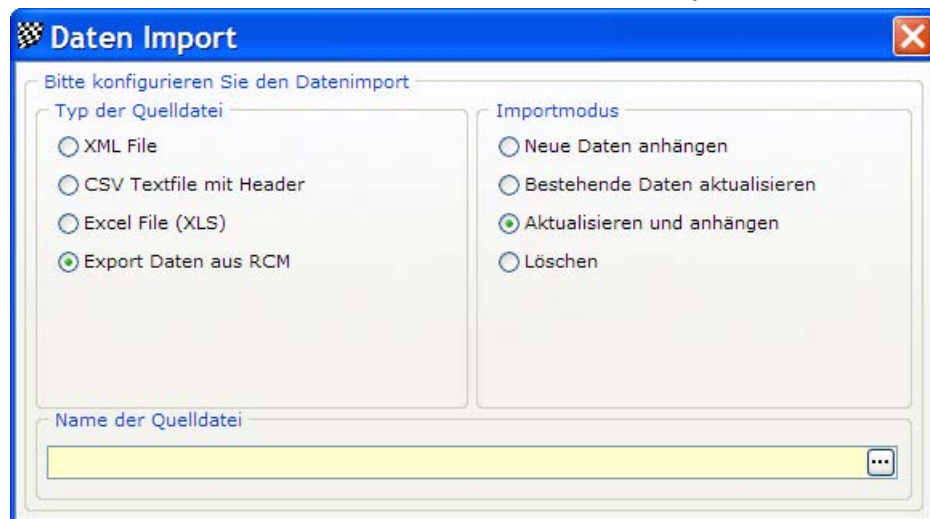 Daten Import
Bitte konfigurieren Sie den Datenimport
Typ der Quelldatei
XML File
CSV Textfile mit Header
Excel File (XLS)
Export Daten aus RCM
Importmodus
Neue Daten anhängen
Bestehende Daten aktualisieren
Aktualisieren und anhängen
Löschen
Name der Quelldatei
...